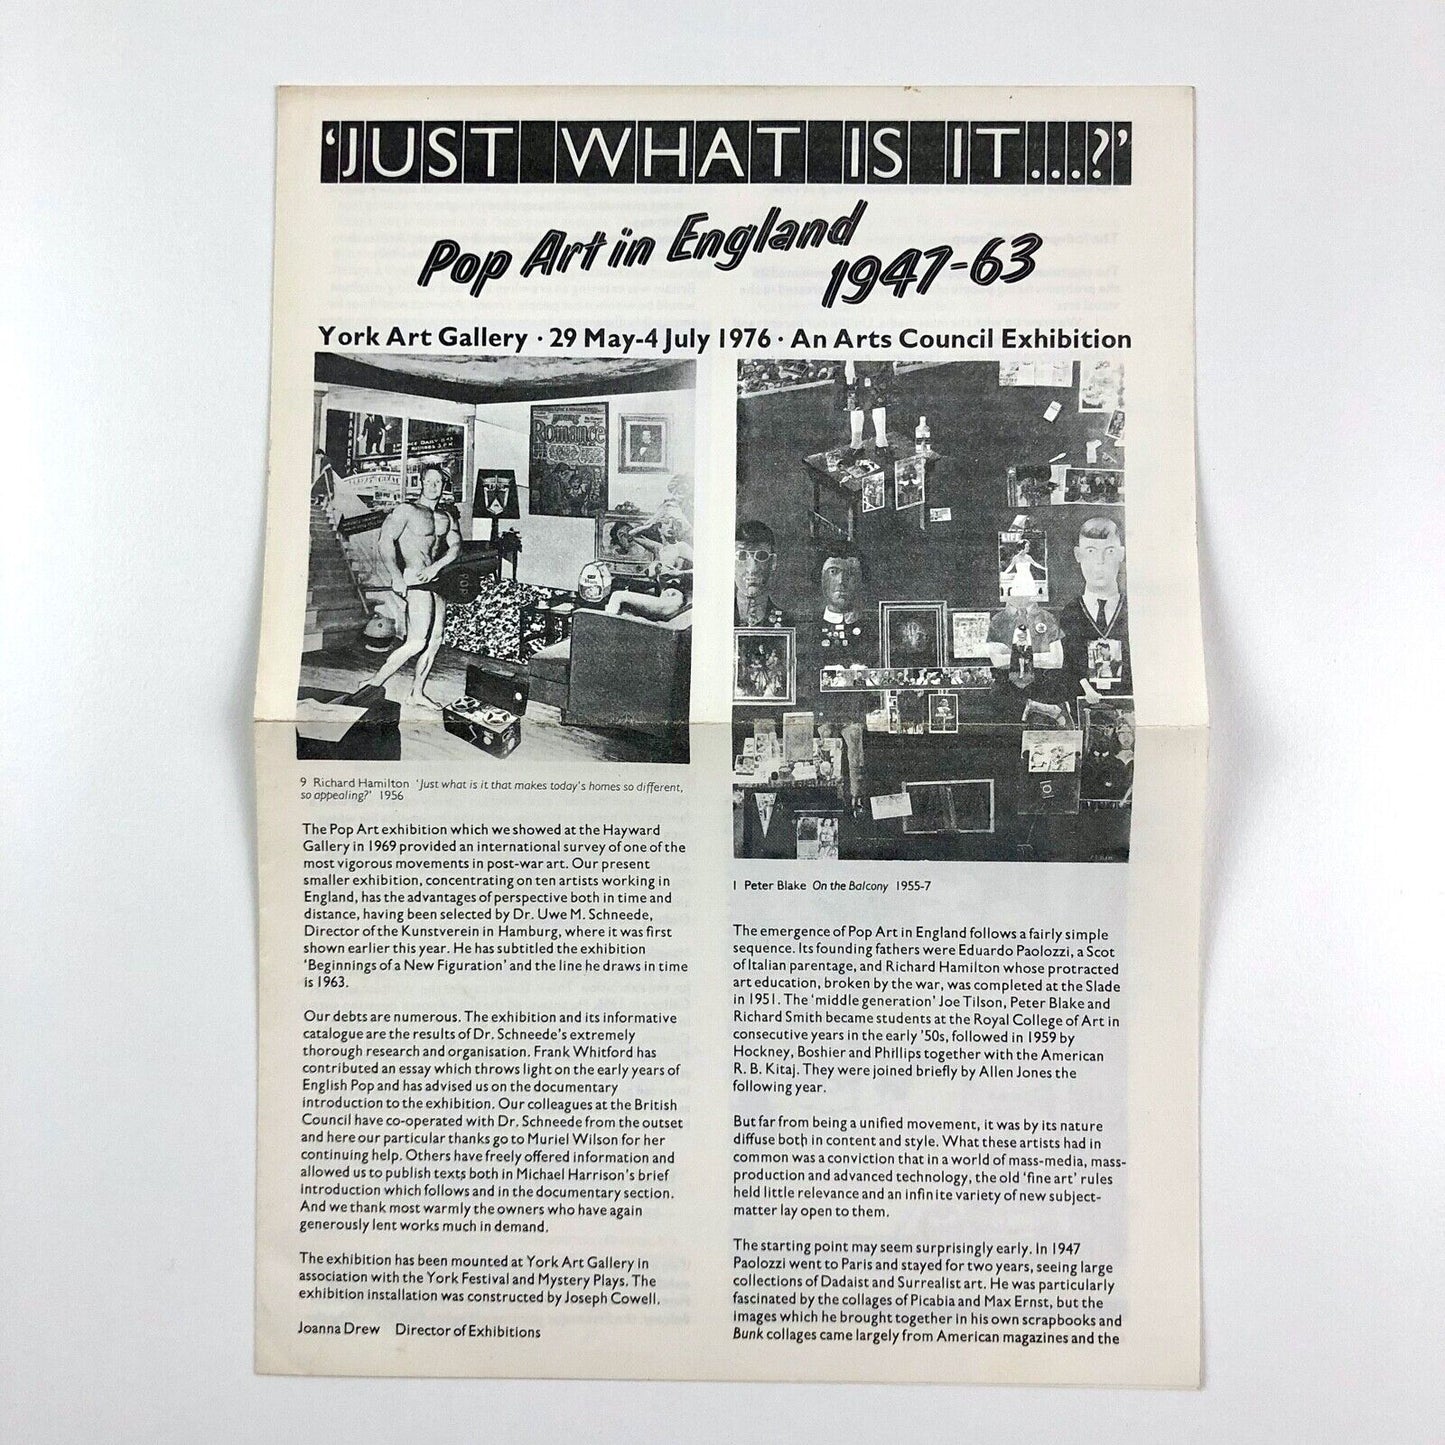 ‘JUST WHAT IS IT...?’
Pop Art in England
1947-63
York Art Gallery · 29 May-4 July 1976 · An Arts Council Exhibition
Romance
POP
LIFE
9 Richard Hamilton ‘Just what is it that makes today's homes so different,
so appealing?’ 1956
The Pop Art exhibition which we showed at the Hayward
Gallery in 1969 provided an international survey of one of the
most vigorous movements in post-war art. Our present
smaller exhibition, concentrating on ten artists working in
England, has the advantages of perspective both in time and
distance, having been selected by Dr. Uwe M. Schneede,
Director of the Kunstverein in Hamburg, where it was first
shown earlier this year. He has subtitled the exhibition
‘Beginnings of a New Figuration’ and the line he draws in time
is 1963.
Our debts are numerous. The exhibition and its informative
catalogue are the results of Dr. Schneede's extremely
thorough research and organisation. Frank Whitford has
contributed an essay which throws light on the early years of
English Pop and has advised us on the documentary
introduction to the exhibition. Our colleagues at the British
Council have co-operated with Dr. Schneede from the outset
and here our particular thanks go to Muriel Wilson for her
continuing help. Others have freely offered information and
allowed us to publish texts both in Michael Harrison's brief
introduction which follows and in the documentary section.
And we thank most warmly the owners who have again
generously lent works much in demand.
The exhibition has been mounted at York Art Gallery in
association with the York Festival and Mystery Plays. The
exhibition installation was constructed by Joseph Cowell.
Joanna Drew Director of Exhibitions
1 Peter Blake On the Balcony 1955-7
The emergence of Pop Art in England follows a fairly simple
sequence. Its founding fathers were Eduardo Paolozzi, a Scot
of Italian parentage, and Richard Hamilton whose protracted
art education, broken by the war, was completed at the Slade
in 1951. The ‘middle generation’ Joe Tilson, Peter Blake and
Richard Smith became students at the Royal College of Art in
consecutive years in the early ’50s, followed in 1959 by
Hockney, Boshier and Phillips together with the American
R. B. Kitaj. They were joined briefly by Allen Jones the
following year.
But far from being a unified movement, it was by its nature
diffuse both in content and style. What these artists had in
common was a conviction that in a world of mass-media, mass-
production and advanced technology, the old ‘fine art’ rules
held little relevance and an infinite variety of new subject-
matter lay open to them.
The starting point may seem surprisingly early. In 1947
Paolozzi went to Paris and stayed for two years, seeing large
collections of Dadaist and Surrealist art. He was particularly
fascinated by the collages of Picabia and Max Ernst, but the
images which he brought together in his own scrapbooks and
Bunk collages came largely from American magazines and the